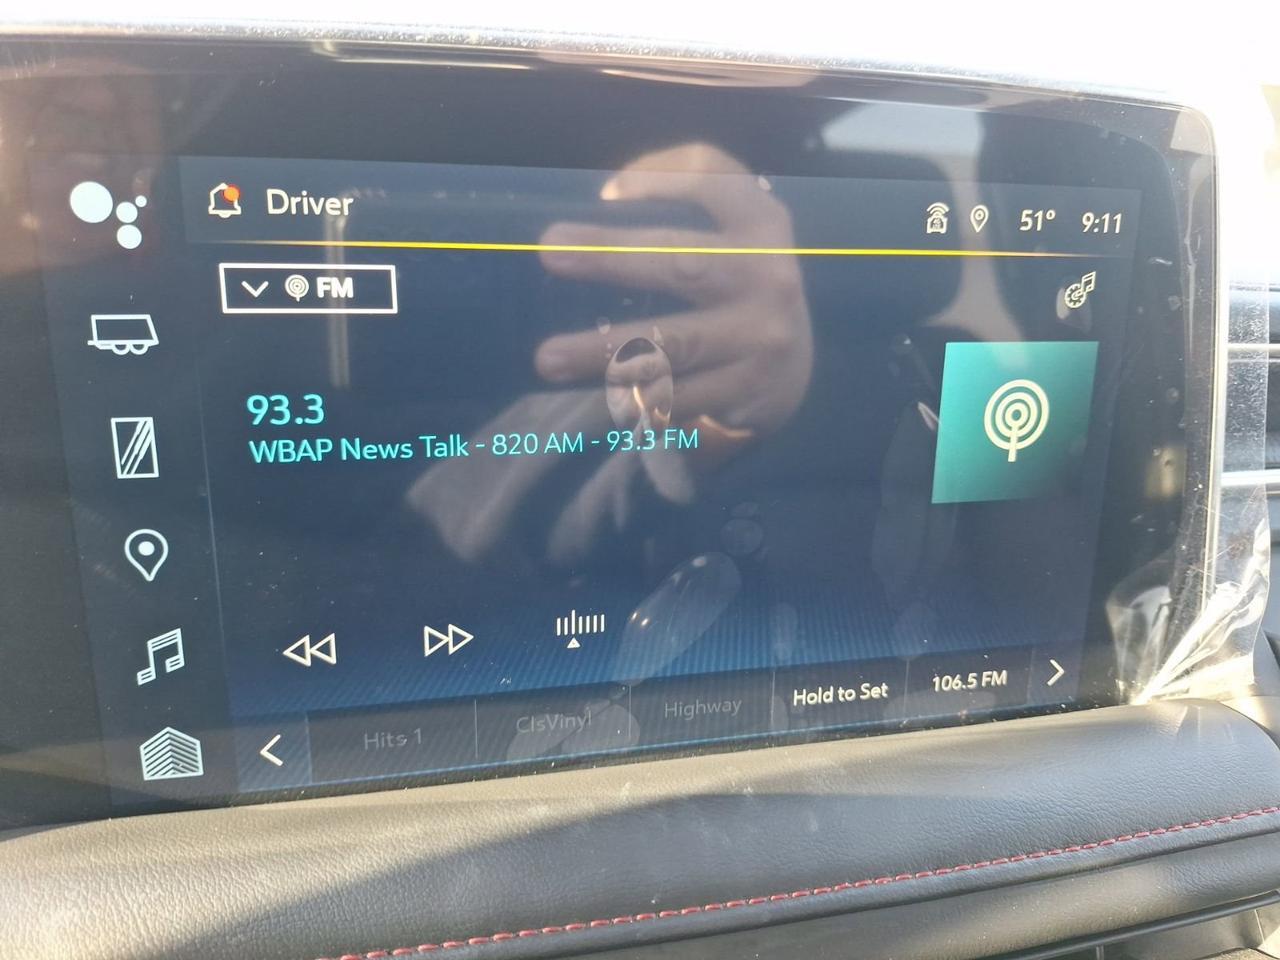 Driver
51° 9:11
FM
93.3
WBAP News Talk - 820 AM - 93.3 FM
Hits 1 ClsVinyl Highway Hold to Set 106.5 FM